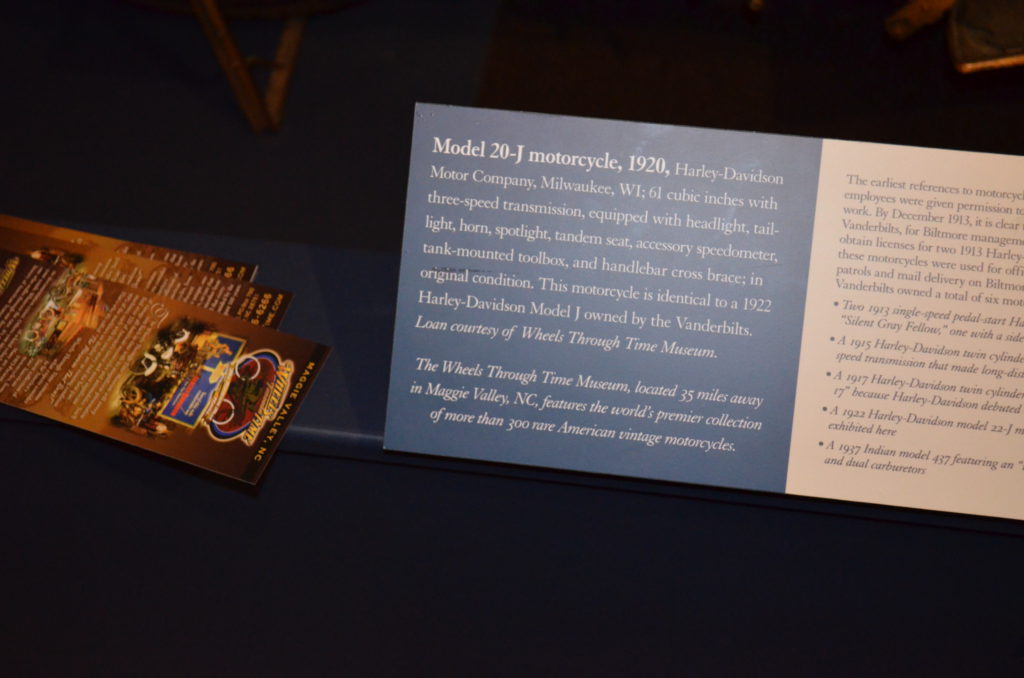 Model 20-J motorcycle, 1920, Harley-Davidson
Motor Company, Milwaukee, WI; 61 cubic inches with
three-speed transmission, equipped with headlight, tail-
light, horn, spotlight, tandem seat, accessory speedometer,
tank-mounted toolbox, and handlebar cross brace; in
original condition. This motorcycle is identical to a 1922
Harley-Davidson Model J owned by the Vanderbilts.
Loan courtesy of Wheels Through Time Museum.
The Wheels Through Time Museum, located 35 miles away
in Maggie Valley, NC, features the world's premier collection
of more than 300 rare American vintage motorcycles.
The earliest references to motorcyc
employees were given permission to
work. By December 1913, it is clear
Vanderbilts, for Biltmore managem
obtain licenses for two 1913 Harley-
these motorcycles were used for offi
patrols and mail delivery on Biltmo
Vanderbilts owned a total of six mot
• Two 1913 single-speed pedal-start Ha
"Silent Gray Fellow," one with a side
• A 1915 Harley-Davidson twin cylinde
speed transmission that made long-dis
• A 1917 Harley-Davidson twin cylinde
17" because Harley-Davidson debuted
• A 1922 Harley-Davidson model 22-J m
exhibited here
• A 1937 Indian model 437 featuring an "
and dual carburetors
MAGGIE VALLEY, NC